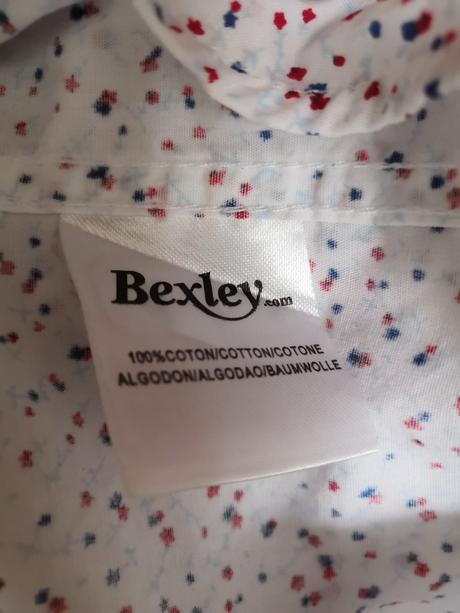 Bexley.com
100%COTON/COTTON/COTONE
ALGODON/ALGODAO/BAUMWOLLE